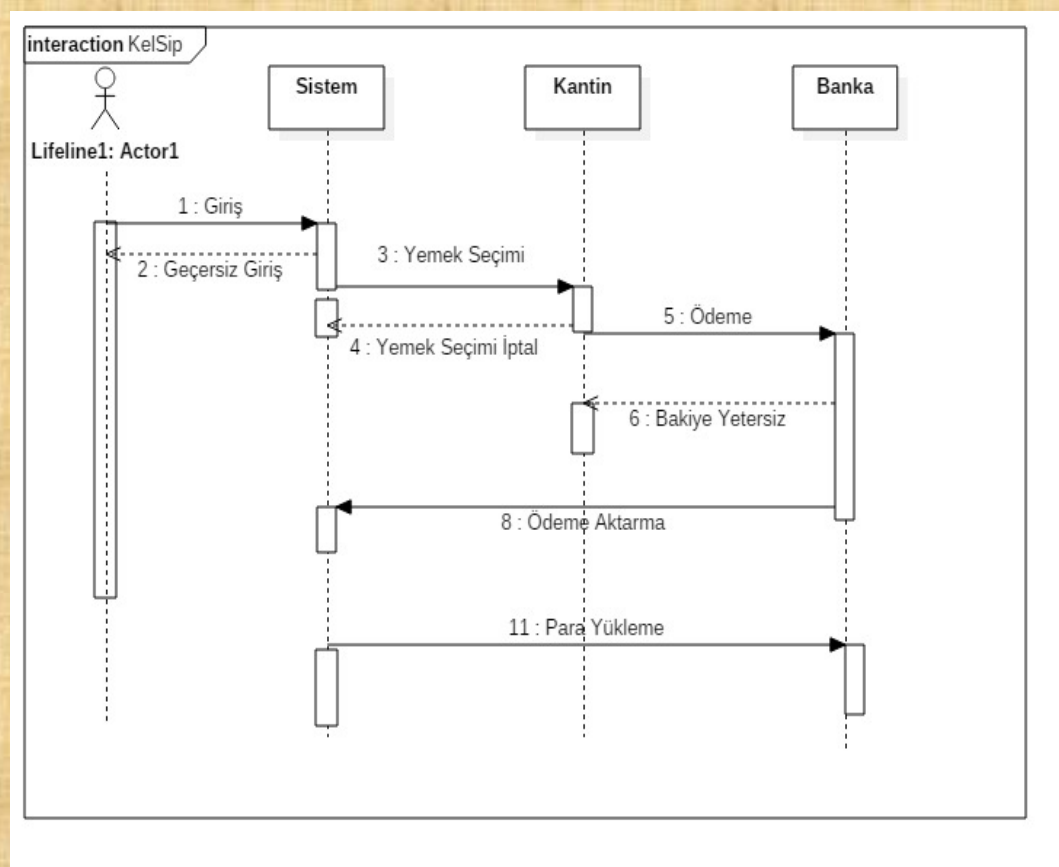 interaction KelSip
Sistem
Kantin
Banka
Lifeline1: Actor1
1 : Giriş
2 : Geçersiz Giriş
3 : Yemek Seçimi
4 : Yemek Seçimi İptal
5 : Ödeme
6 : Bakiye Yetersiz
8 : Ödeme Aktarma
11 : Para Yükleme